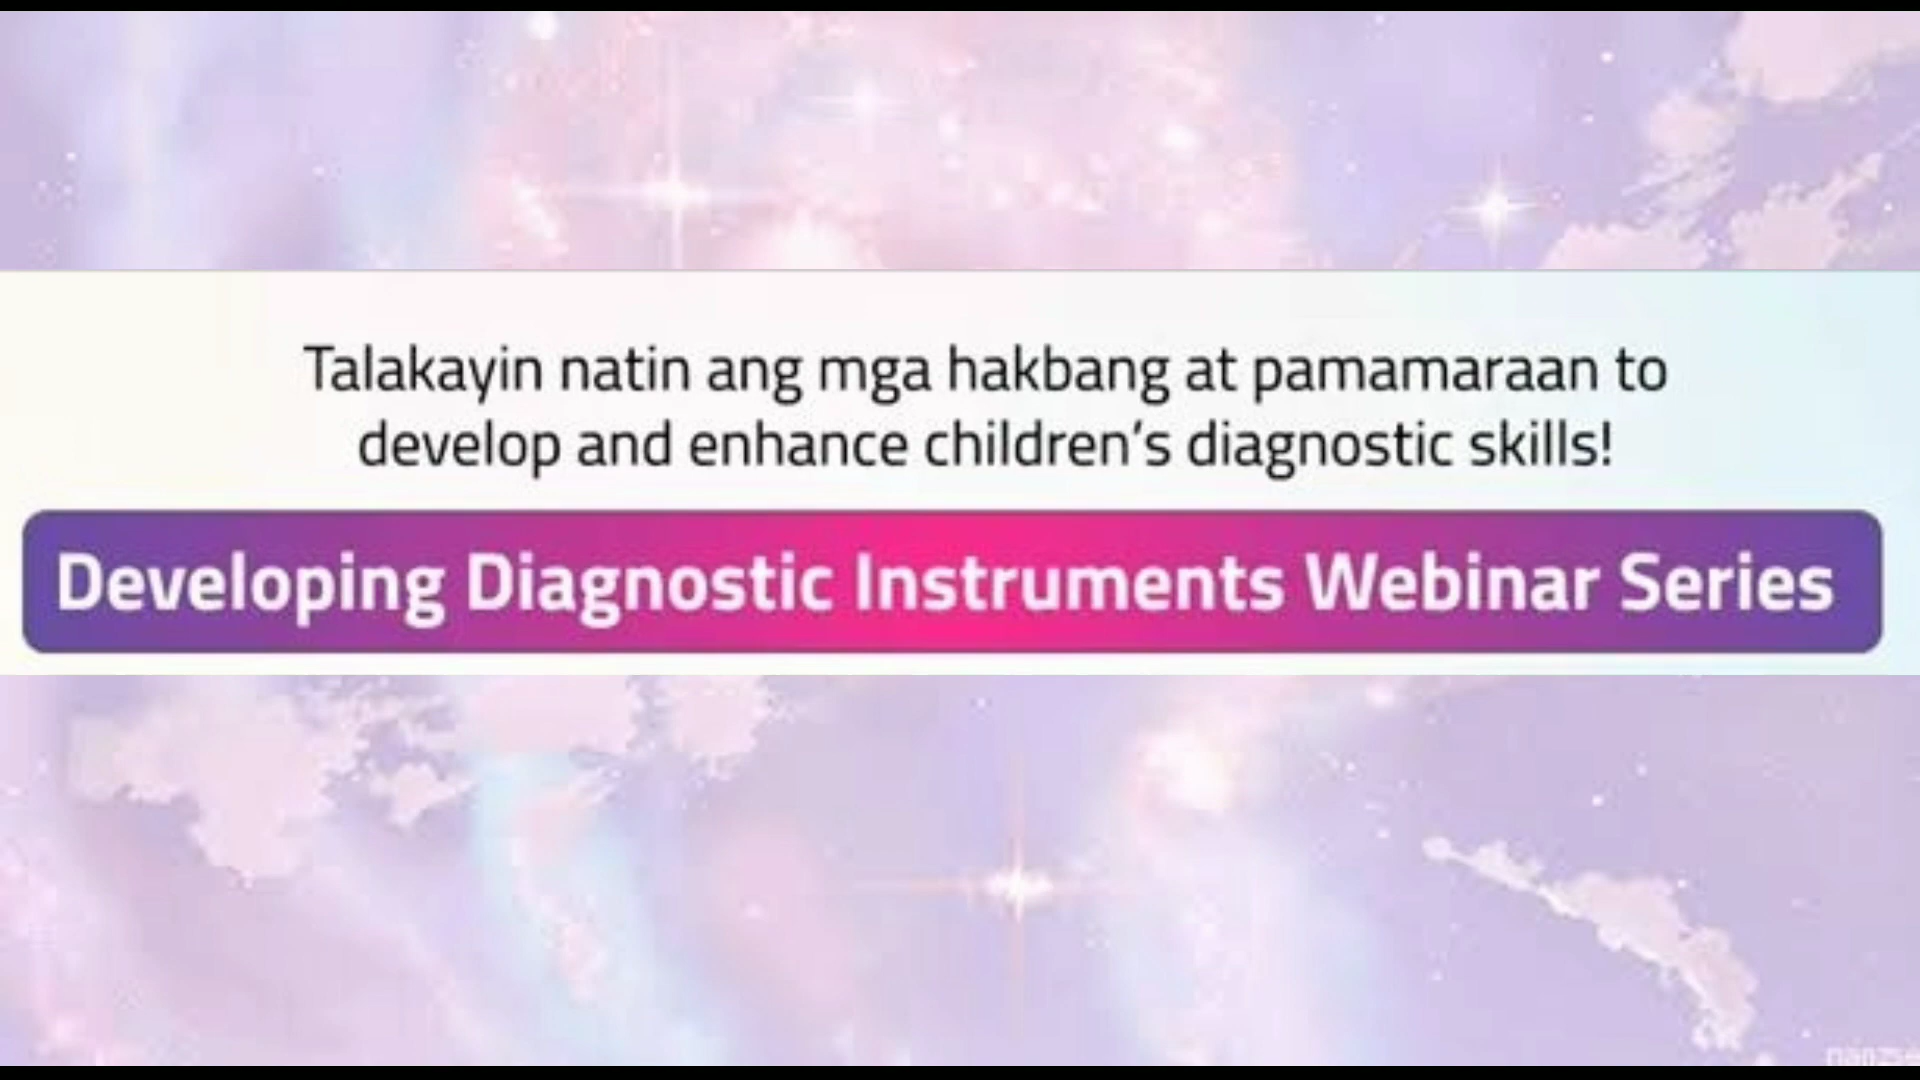 Talakayin natin ang mga hakbang at pamamaraan to
develop and enhance children's diagnostic skills!
Developing Diagnostic Instruments Webinar Series